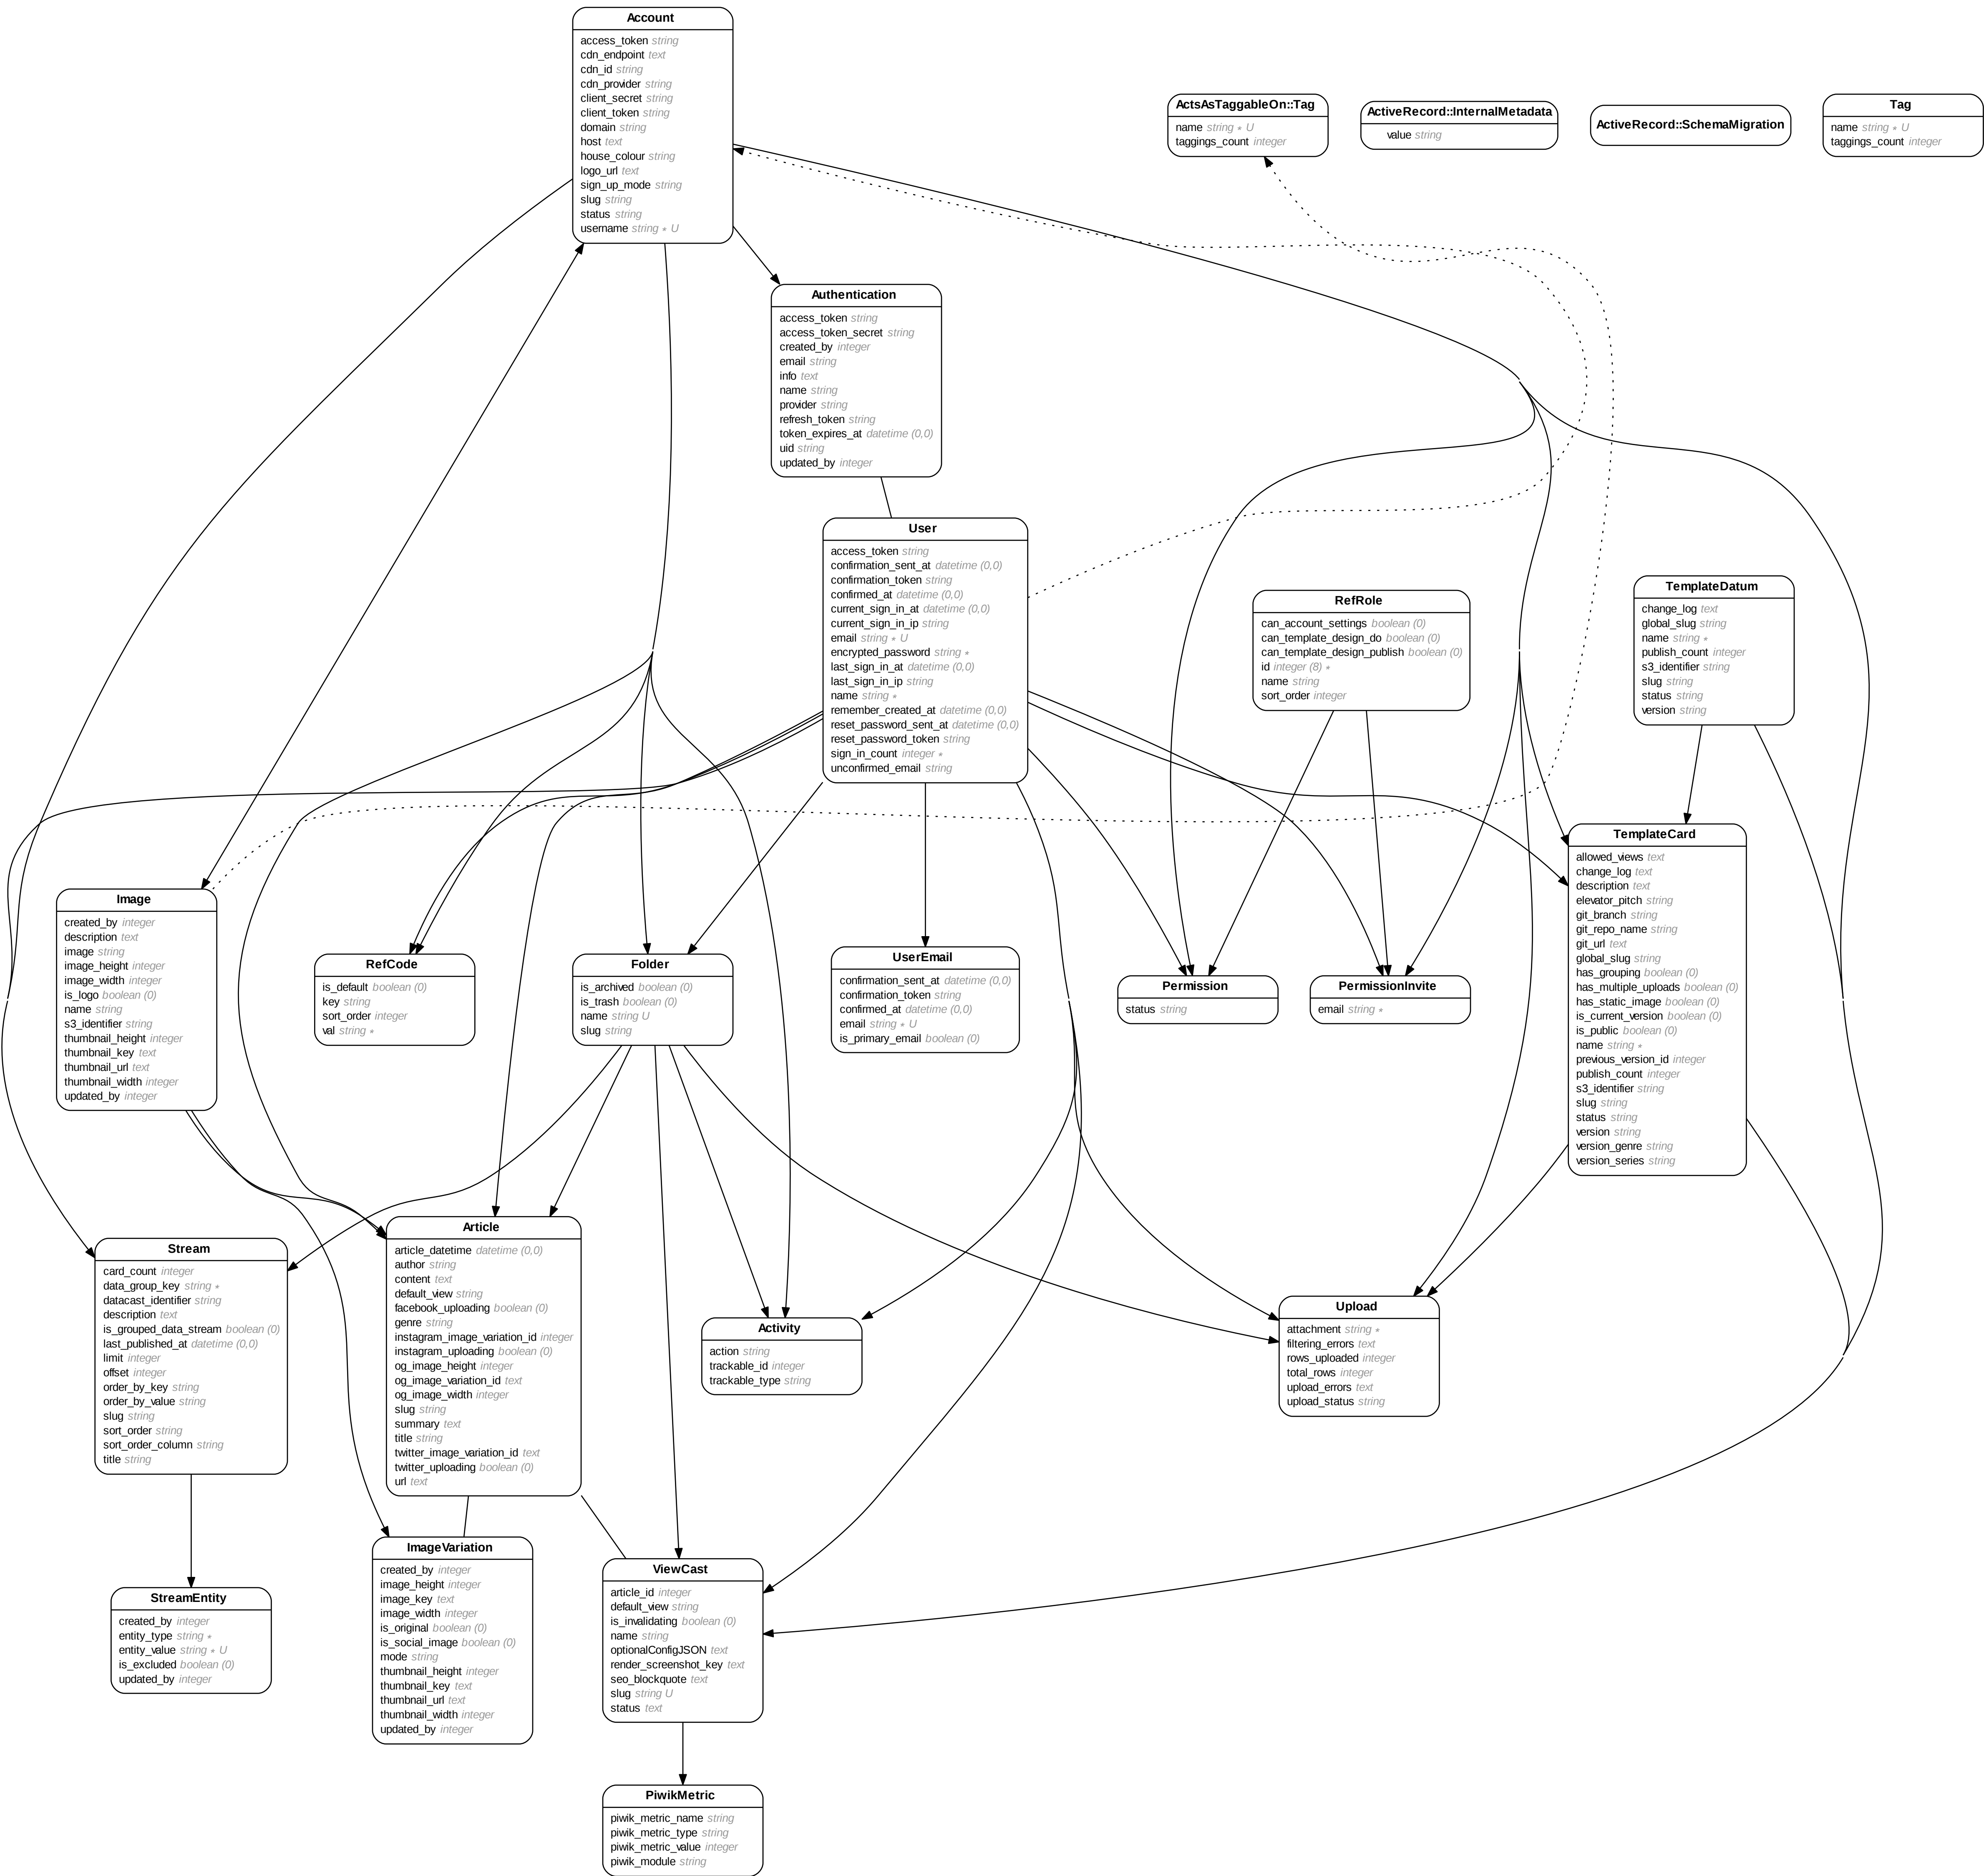 Account
access_token string
cdn_endpoint text
cdn_id string
cdn_provider string
client_secret string
client_token string
domain string
host text
house_colour string
logo_url text
sign_up_mode string
slug string
status string
username string ∗ U
ActsAsTaggableOn::Tag
name string ∗ U
taggings_count integer
ActiveRecord::InternalMetadata
value string
ActiveRecord::SchemaMigration
Tag
name string ∗ U
taggings_count integer
Authentication
access_token string
access_token_secret string
created_by integer
email string
info text
name string
provider string
refresh_token string
token_expires_at datetime (0,0)
uid string
updated_by integer
User
access_token string
confirmation_sent_at datetime (0,0)
confirmation_token string
confirmed_at datetime (0,0)
current_sign_in_at datetime (0,0)
current_sign_in_ip string
email string ∗ U
encrypted_password string ∗
last_sign_in_at datetime (0,0)
last_sign_in_ip string
name string ∗
remember_created_at datetime (0,0)
reset_password_sent_at datetime (0,0)
reset_password_token string
sign_in_count integer ∗
unconfirmed_email string
RefRole
can_account_settings boolean (0)
can_template_design_do boolean (0)
can_template_design_publish boolean (0)
id integer (8) ∗
name string
sort_order integer
TemplateDatum
change_log text
global_slug string
name string ∗
publish_count integer
s3_identifier string
slug string
status string
version string
TemplateCard
allowed_views text
change_log text
description text
elevator_pitch string
git_branch string
git_repo_name string
git_url text
global_slug string
has_grouping boolean (0)
has_multiple_uploads boolean (0)
has_static_image boolean (0)
is_current_version boolean (0)
is_public boolean (0)
name string ∗
previous_version_id integer
publish_count integer
s3_identifier string
slug string
status string
version string
version_genre string
version_series string
Image
created_by integer
description text
image string
image_height integer
image_width integer
is_logo boolean (0)
name string
s3_identifier string
thumbnail_height integer
thumbnail_key text
thumbnail_url text
thumbnail_width integer
updated_by integer
RefCode
is_default boolean (0)
key string
sort_order integer
val string ∗
Folder
is_archived boolean (0)
is_trash boolean (0)
name string U
slug string
UserEmail
confirmation_sent_at datetime (0,0)
confirmation_token string
confirmed_at datetime (0,0)
email string ∗ U
is_primary_email boolean (0)
Permission
status string
PermissionInvite
email string ∗
Stream
card_count integer
data_group_key string ∗
datacast_identifier string
description text
is_grouped_data_stream boolean (0)
last_published_at datetime (0,0)
limit integer
offset integer
order_by_key string
order_by_value string
slug string
sort_order string
sort_order_column string
title string
Article
article_datetime datetime (0,0)
author string
content text
default_view string
facebook_uploading boolean (0)
genre string
instagram_image_variation_id integer
instagram_uploading boolean (0)
og_image_height integer
og_image_variation_id text
og_image_width integer
slug string
summary text
title string
twitter_image_variation_id text
twitter_uploading boolean (0)
url text
Activity
action string
trackable_id integer
trackable_type string
Upload
attachment string ∗
filtering_errors text
rows_uploaded integer
total_rows integer
upload_errors text
upload_status string
StreamEntity
created_by integer
entity_type string ∗
entity_value string ∗ U
is_excluded boolean (0)
updated_by integer
ImageVariation
created_by integer
image_height integer
image_key text
image_width integer
is_original boolean (0)
is_social_image boolean (0)
mode string
thumbnail_height integer
thumbnail_key text
thumbnail_url text
thumbnail_width integer
updated_by integer
ViewCast
article_id integer
default_view string
is_invalidating boolean (0)
name string
optionalConfigJSON text
render_screenshot_key text
seo_blockquote text
slug string U
status text
PiwikMetric
piwik_metric_name string
piwik_metric_type string
piwik_metric_value integer
piwik_module string